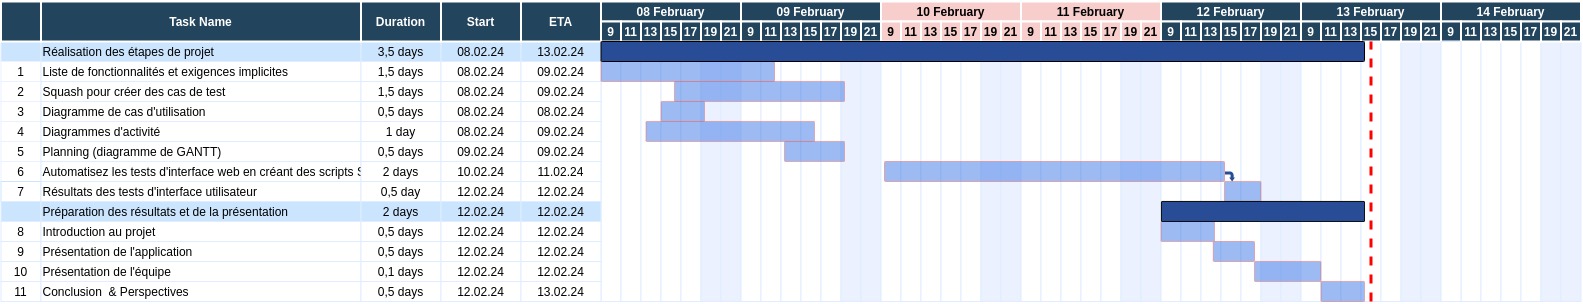 Task Name Duration Start ETA 08 February 09 February 10 February 11 February 12 February 13 February 14 February
9 11 13 15 17 19 21 9 11 13 15 17 19 21 9 11 13 15 17 19 21 9 11 13 15 17 19 21 9 11 13 15 17 19 21 9 11 13 15 17 19 21 9 11 13 15 17 19 21
Réalisation des étapes de projet 3,5 days 08.02.24 13.02.24
1 Liste de fonctionnalités et exigences implicites 1,5 days 08.02.24 09.02.24
2 Squash pour créer des cas de test 1,5 days 08.02.24 09.02.24
3 Diagramme de cas d'utilisation 0,5 days 08.02.24 08.02.24
4 Diagrammes d'activité 1 day 08.02.24 09.02.24
5 Planning (diagramme de GANTT) 0,5 days 09.02.24 09.02.24
6 Automatisez les tests d'interface web en créant des scripts S 2 days 10.02.24 11.02.24
7 Résultats des tests d'interface utilisateur 0,5 day 12.02.24 12.02.24
Préparation des résultats et de la présentation 2 days 12.02.24 12.02.24
8 Introduction au projet 0,5 days 12.02.24 12.02.24
9 Présentation de l'application 0,5 days 12.02.24 12.02.24
10 Présentation de l'équipe 0,1 days 12.02.24 12.02.24
11 Conclusion & Perspectives 0,5 days 12.02.24 13.02.24